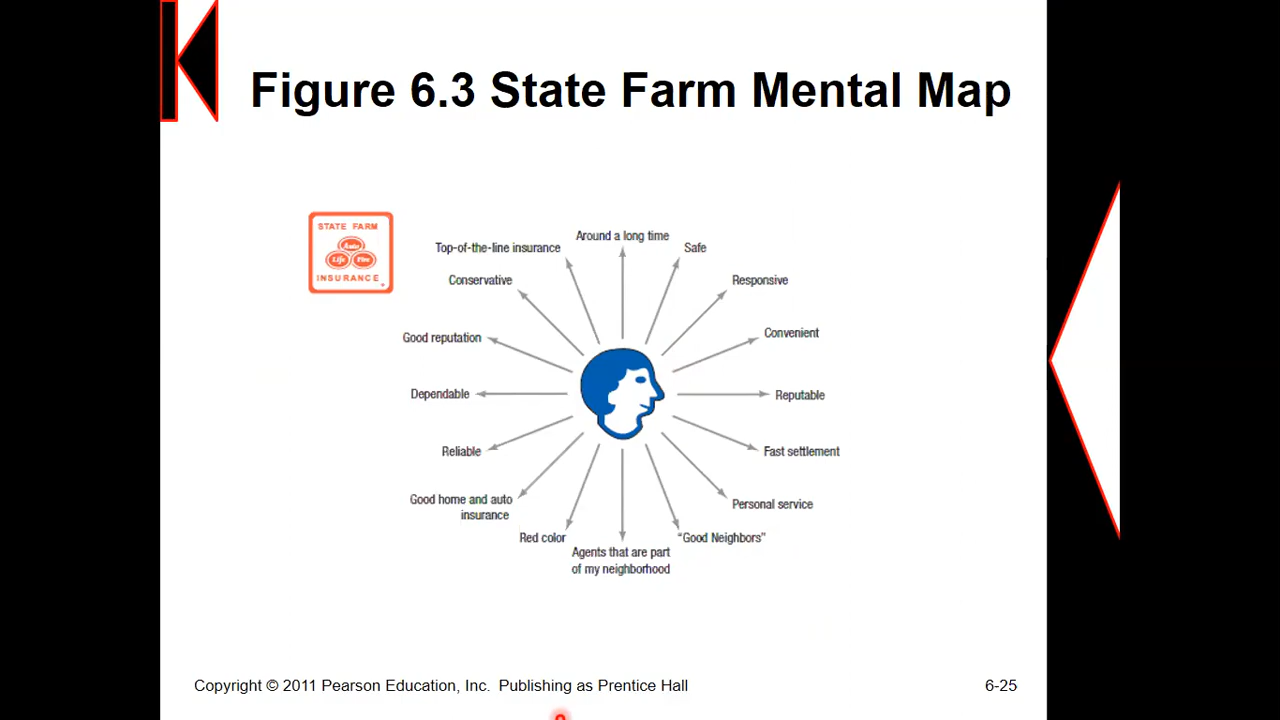 Figure 6.3 State Farm Mental Map
STATE FARM
Auto
Life Fire
INSURANCE
Around a long time
Top-of-the-line insurance
Safe
Conservative
Responsive
Good reputation
Convenient
Dependable
Reputable
Reliable
Fast settlement
Good home and auto
insurance
Personal service
Red color
"Good Neighbors"
Agents that are part
of my neighborhood
Copyright © 2011 Pearson Education, Inc. Publishing as Prentice Hall
6-25